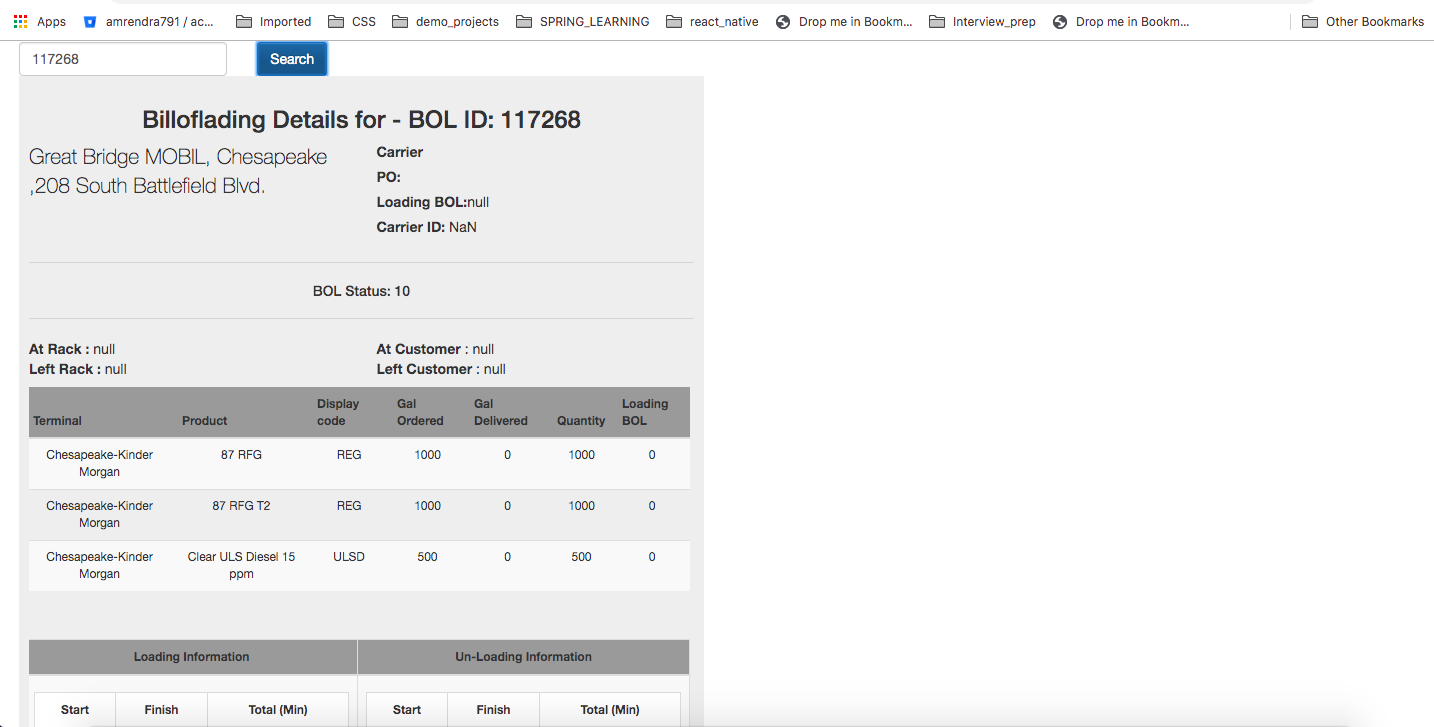 Apps amrendra791 / ac... Imported CSS demo_projects SPRING_LEARNING react_native Drop me in Bookm... Interview_prep Drop me in Bookm... Other Bookmarks
117268 Search
Billoflading Details for - BOL ID: 117268
Great Bridge MOBIL, Chesapeake
,208 South Battlefield Blvd.
Carrier
PO:
Loading BOL:null
Carrier ID: NaN
BOL Status: 10
At Rack : null
Left Rack : null
At Customer : null
Left Customer : null
Terminal Product Display code Gal Ordered Gal Delivered Quantity Loading BOL
Chesapeake-Kinder Morgan 87 RFG REG 1000 0 1000 0
Chesapeake-Kinder Morgan 87 RFG T2 REG 1000 0 1000 0
Chesapeake-Kinder Morgan Clear ULS Diesel 15 ppm ULSD 500 0 500 0
Loading Information Un-Loading Information
Start Finish Total (Min) Start Finish Total (Min)